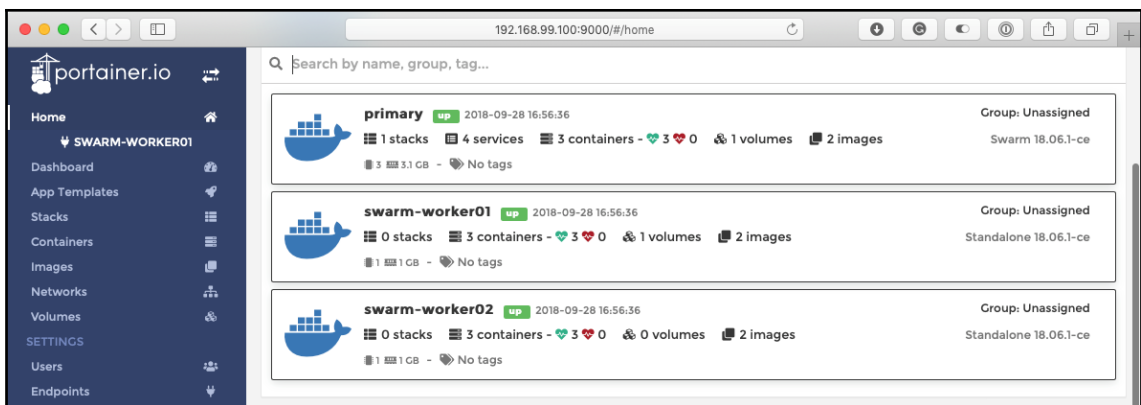 192.168.99.100:9000/#/home
portainer.io
Home
SWARM-WORKER01
Dashboard
App Templates
Stacks
Containers
Images
Networks
Volumes
SETTINGS
Users
Endpoints
Search by name, group, tag...
primary up 2018-09-28 16:56:36 Group: Unassigned
1 stacks 4 services 3 containers - 3 0 1 volumes 2 images Swarm 18.06.1-ce
3 3.1 GB - No tags
swarm-worker01 up 2018-09-28 16:56:36 Group: Unassigned
0 stacks 3 containers - 3 0 1 volumes 2 images Standalone 18.06.1-ce
1 1 GB - No tags
swarm-worker02 up 2018-09-28 16:56:36 Group: Unassigned
0 stacks 3 containers - 3 0 0 volumes 2 images Standalone 18.06.1-ce
1 1 GB - No tags